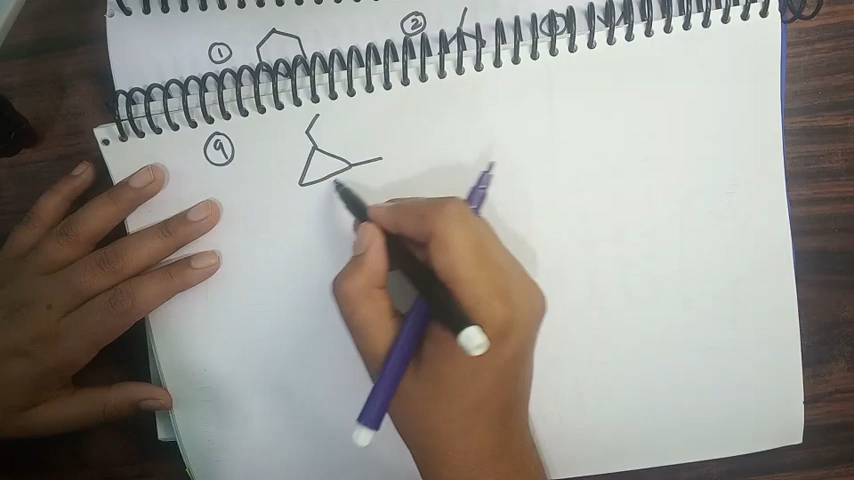 ① ②
⑨